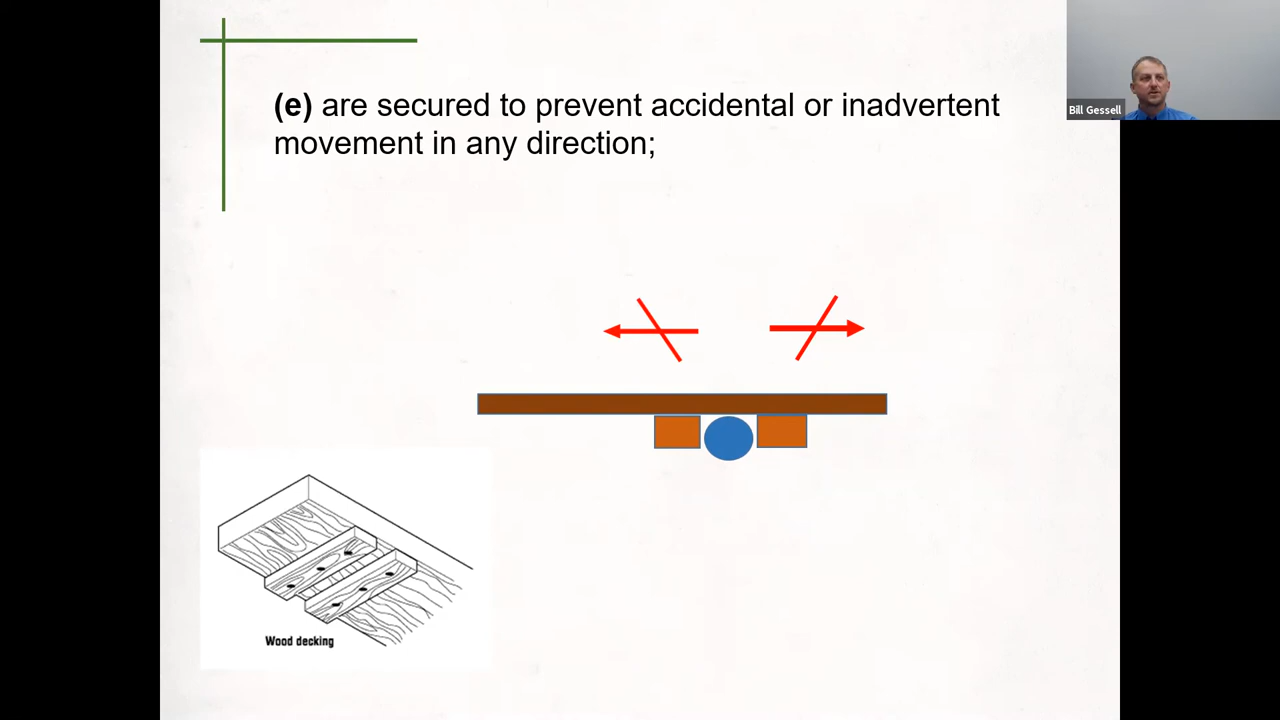 (e) are secured to prevent accidental or inadvertent
movement in any direction;
Bill Gessell
Wood decking